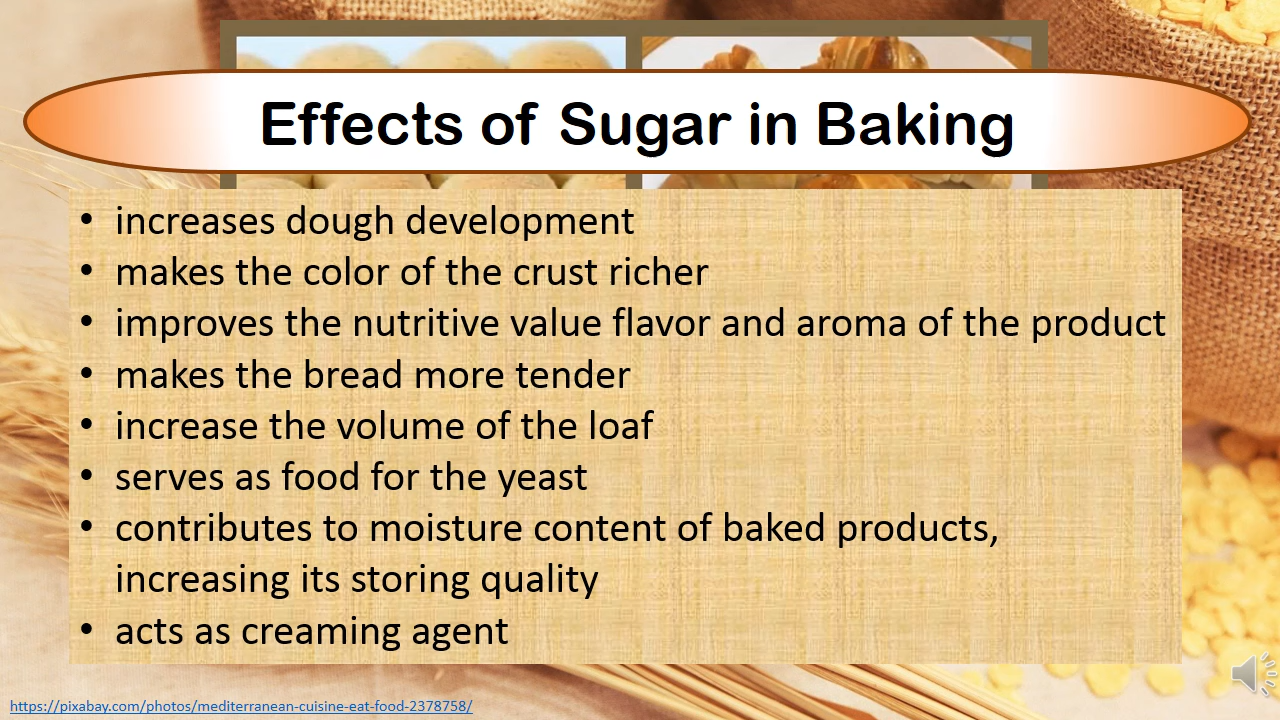 Effects of Sugar in Baking
• increases dough development
• makes the color of the crust richer
• improves the nutritive value flavor and aroma of the product
• makes the bread more tender
• increase the volume of the loaf
• serves as food for the yeast
• contributes to moisture content of baked products,
increasing its storing quality
• acts as creaming agent
https://pixabay.com/photos/mediterranean-cuisine-eat-food-2378758/